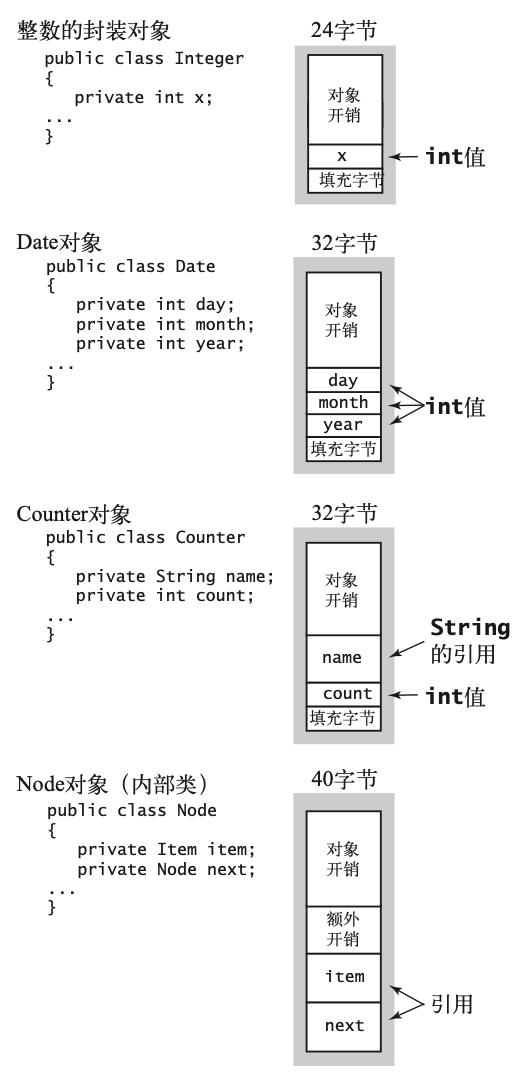 整数的封装对象
24字节
public class Integer
{
private int x;
...
}
对象
开销
x
填充字节
int值
Date对象
32字节
public class Date
{
private int day;
private int month;
private int year;
...
}
对象
开销
day
month
year
填充字节
int值
Counter对象
32字节
public class Counter
{
private String name;
private int count;
...
}
对象
开销
name
count
填充字节
String
的引用
int值
Node对象（内部类）
40字节
public class Node
{
private Item item;
private Node next;
...
}
对象
开销
额外
开销
item
next
引用